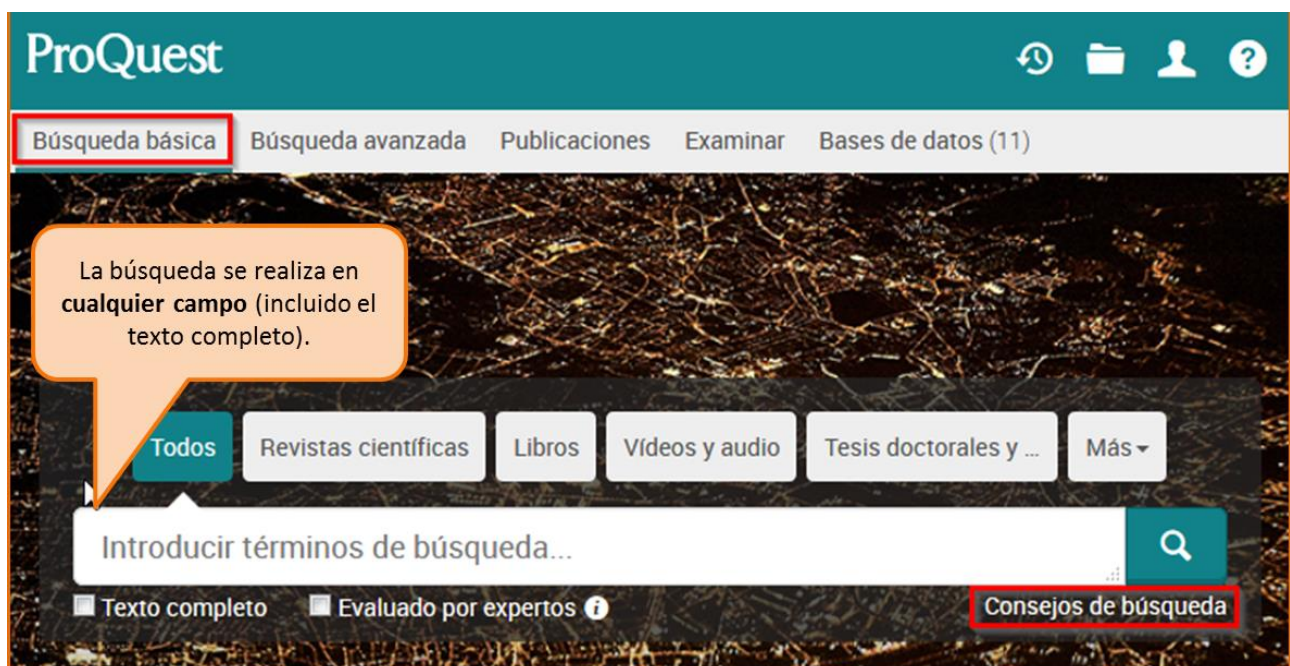 ProQuest
Búsqueda básica Búsqueda avanzada Publicaciones Examinar Bases de datos (11)
La búsqueda se realiza en
cualquier campo (incluido el
texto completo).
Todos Revistas científicas Libros Vídeos y audio Tesis doctorales y ... Más
Introducir términos de búsqueda...
Texto completo Evaluado por expertos
Consejos de búsqueda